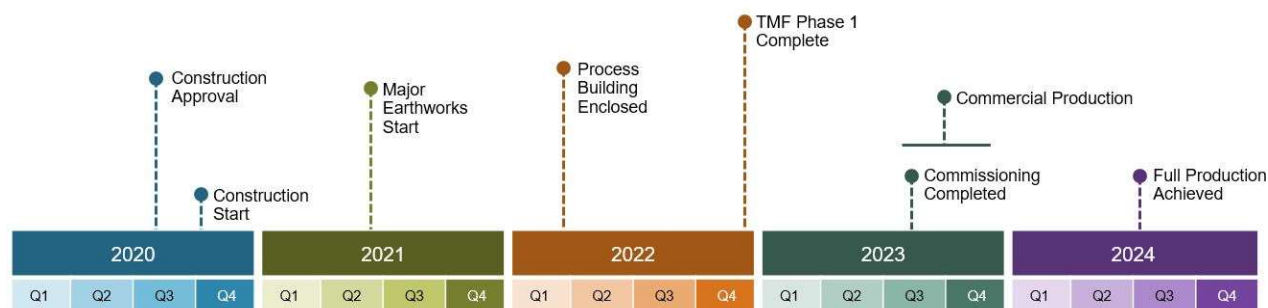 TMF Phase 1
Complete
Construction
Approval
Major
Earthworks
Start
Process
Building
Enclosed
Commercial Production
Construction
Start
Commissioning
Completed
Full Production
Achieved
2020
2021
2022
2023
2024
Q1 Q2 Q3 Q4
Q1 Q2 Q3 Q4
Q1 Q2 Q3 Q4
Q1 Q2 Q3 Q4
Q1 Q2 Q3 Q4